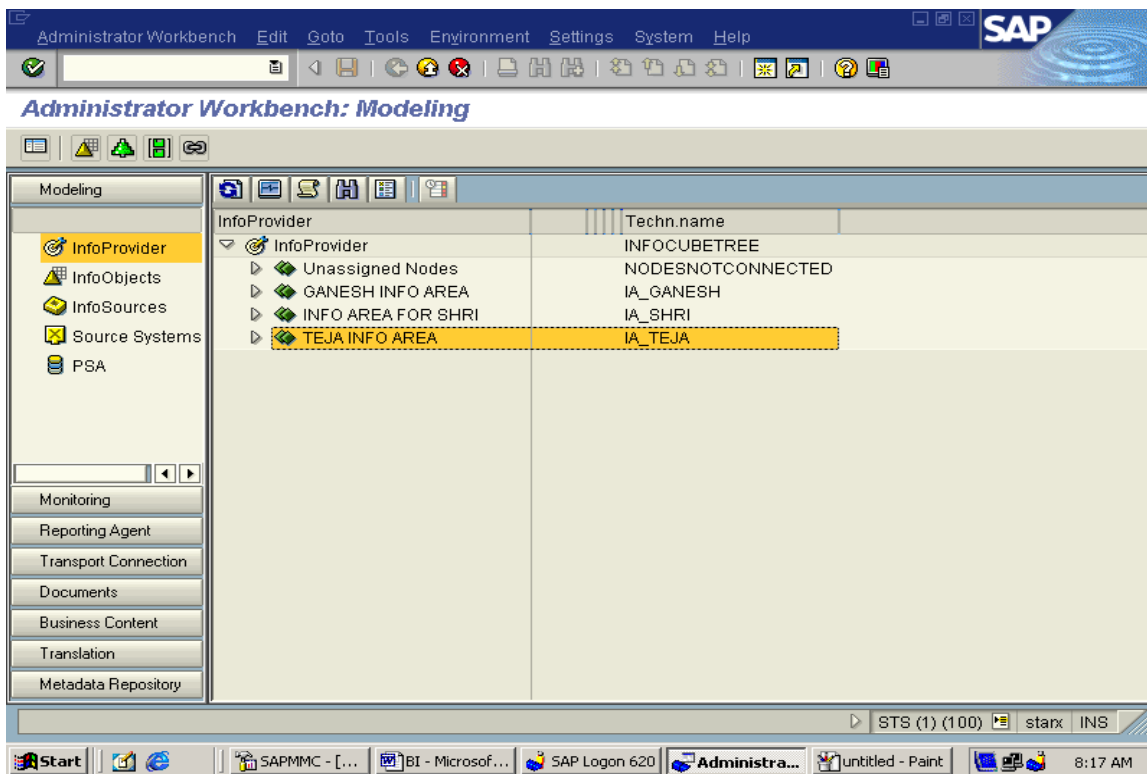 Administrator Workbench Edit Goto Tools Environment Settings System Help
SAP
Administrator Workbench: Modeling
Modeling
InfoProvider
InfoObjects
InfoSources
Source Systems
PSA
Monitoring
Reporting Agent
Transport Connection
Documents
Business Content
Translation
Metadata Repository
InfoProvider Techn.name
InfoProvider INFOCUBETREE
Unassigned Nodes NODESNOTCONNECTED
GANESH INFO AREA IA_GANESH
INFO AREA FOR SHRI IA_SHRI
TEJA INFO AREA IA_TEJA
STS (1) (100) starx INS
Start SAPMMC - [... BI - Microsof... SAP Logon 620 Administra... untitled - Paint 8:17 AM